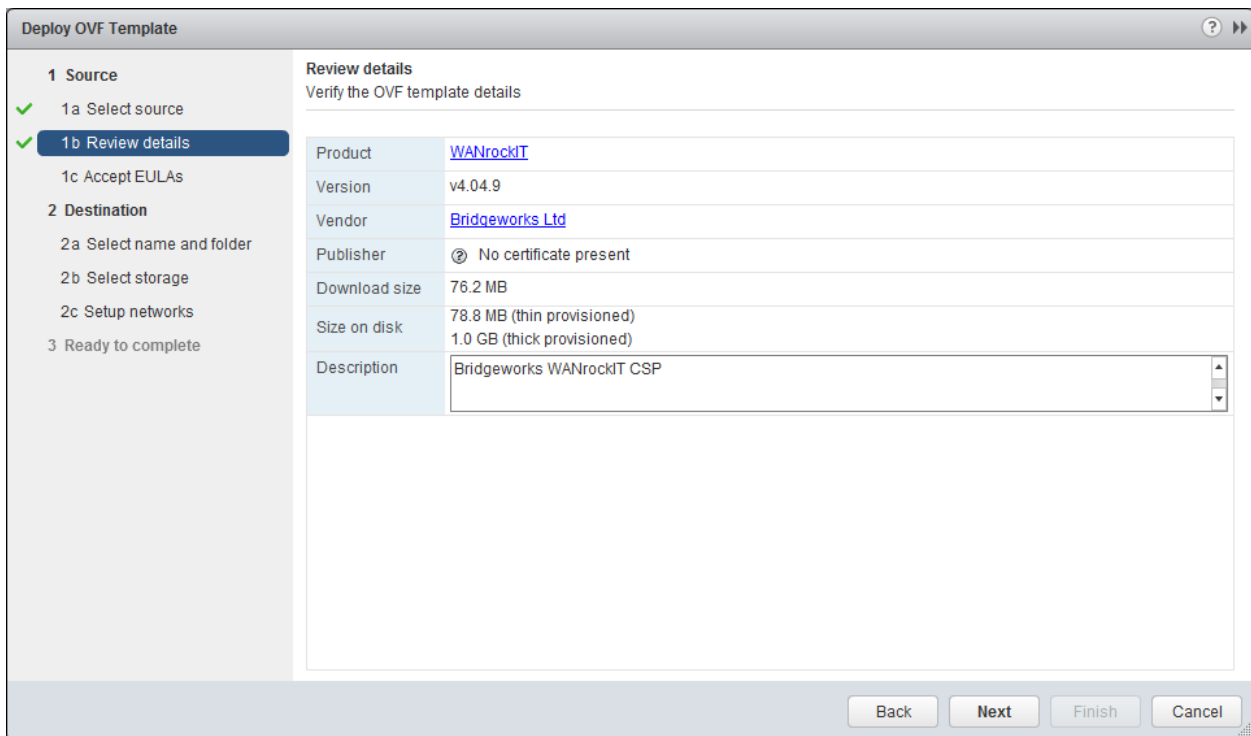 Deploy OVF Template
1 Source
1a Select source
1b Review details
1c Accept EULAs
2 Destination
2a Select name and folder
2b Select storage
2c Setup networks
3 Ready to complete
Review details
Verify the OVF template details
Product WANrockIT
Version v4.04.9
Vendor Bridgeworks Ltd
Publisher ? No certificate present
Download size 76.2 MB
Size on disk 78.8 MB (thin provisioned)
1.0 GB (thick provisioned)
Description Bridgeworks WANrockIT CSP
Back Next Finish Cancel